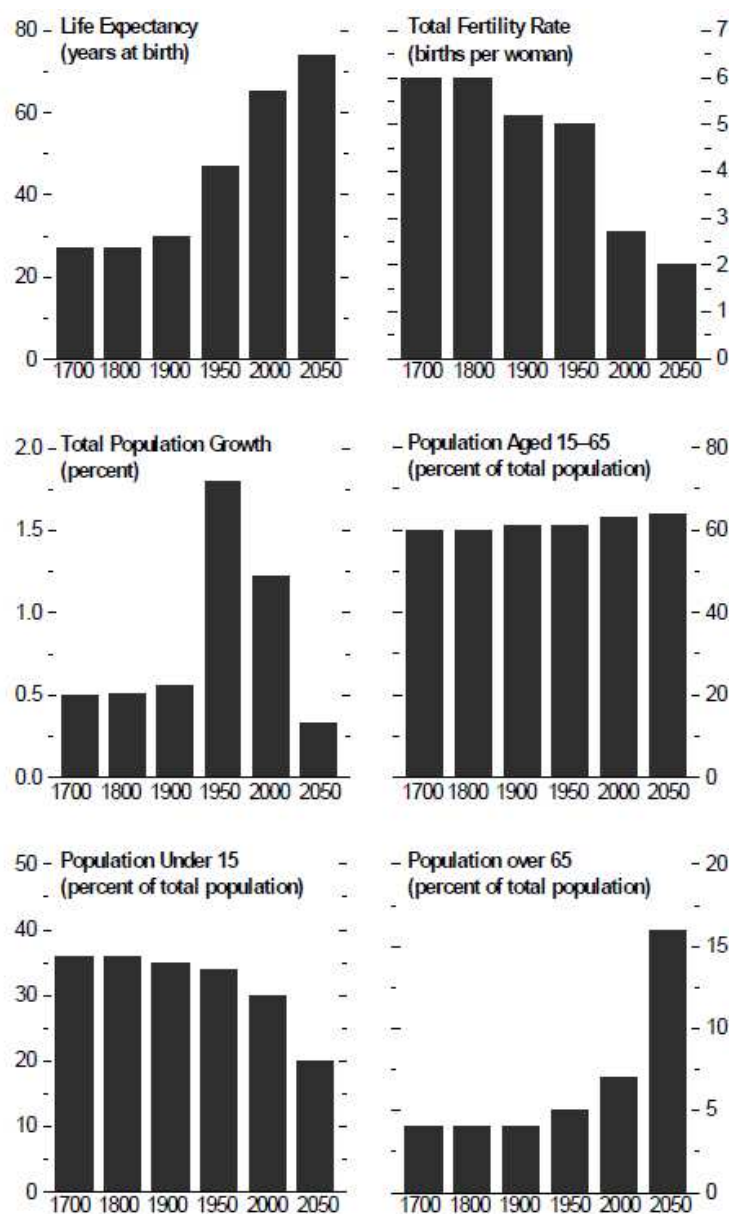 Life Expectancy
(years at birth)
80
60
40
20
0
1700 1800 1900 1950 2000 2050
Total Fertility Rate
(births per woman)
7
6
5
4
3
2
1
0
1700 1800 1900 1950 2000 2050
Total Population Growth
(percent)
2.0
1.5
1.0
0.5
0.0
1700 1800 1900 1950 2000 2050
Population Aged 15–65
(percent of total population)
80
60
40
20
0
1700 1800 1900 1950 2000 2050
Population Under 15
(percent of total population)
50
40
30
20
10
0
1700 1800 1900 1950 2000 2050
Population over 65
(percent of total population)
20
15
10
5
0
1700 1800 1900 1950 2000 2050